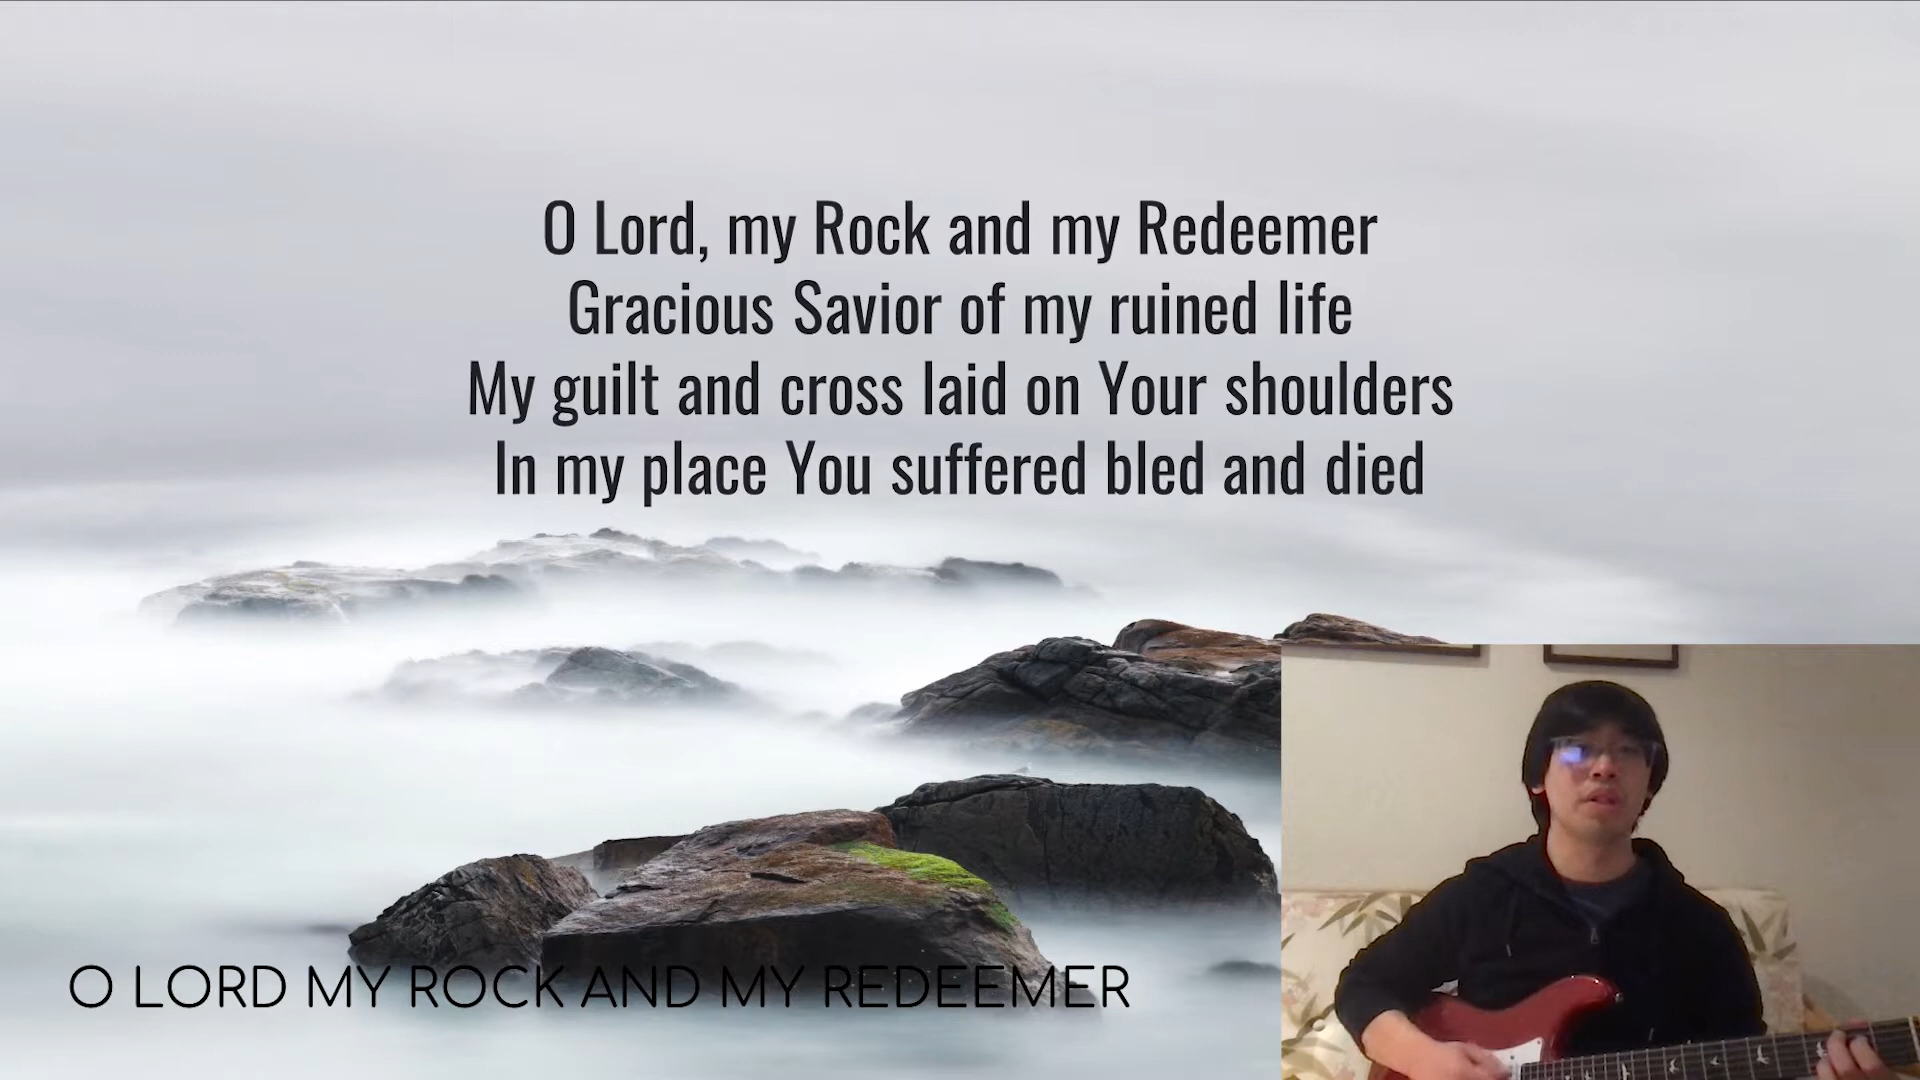 O Lord, my Rock and my Redeemer
Gracious Savior of my ruined life
My guilt and cross laid on Your shoulders
In my place You suffered bled and died
O LORD MY ROCK AND MY REDEEMER